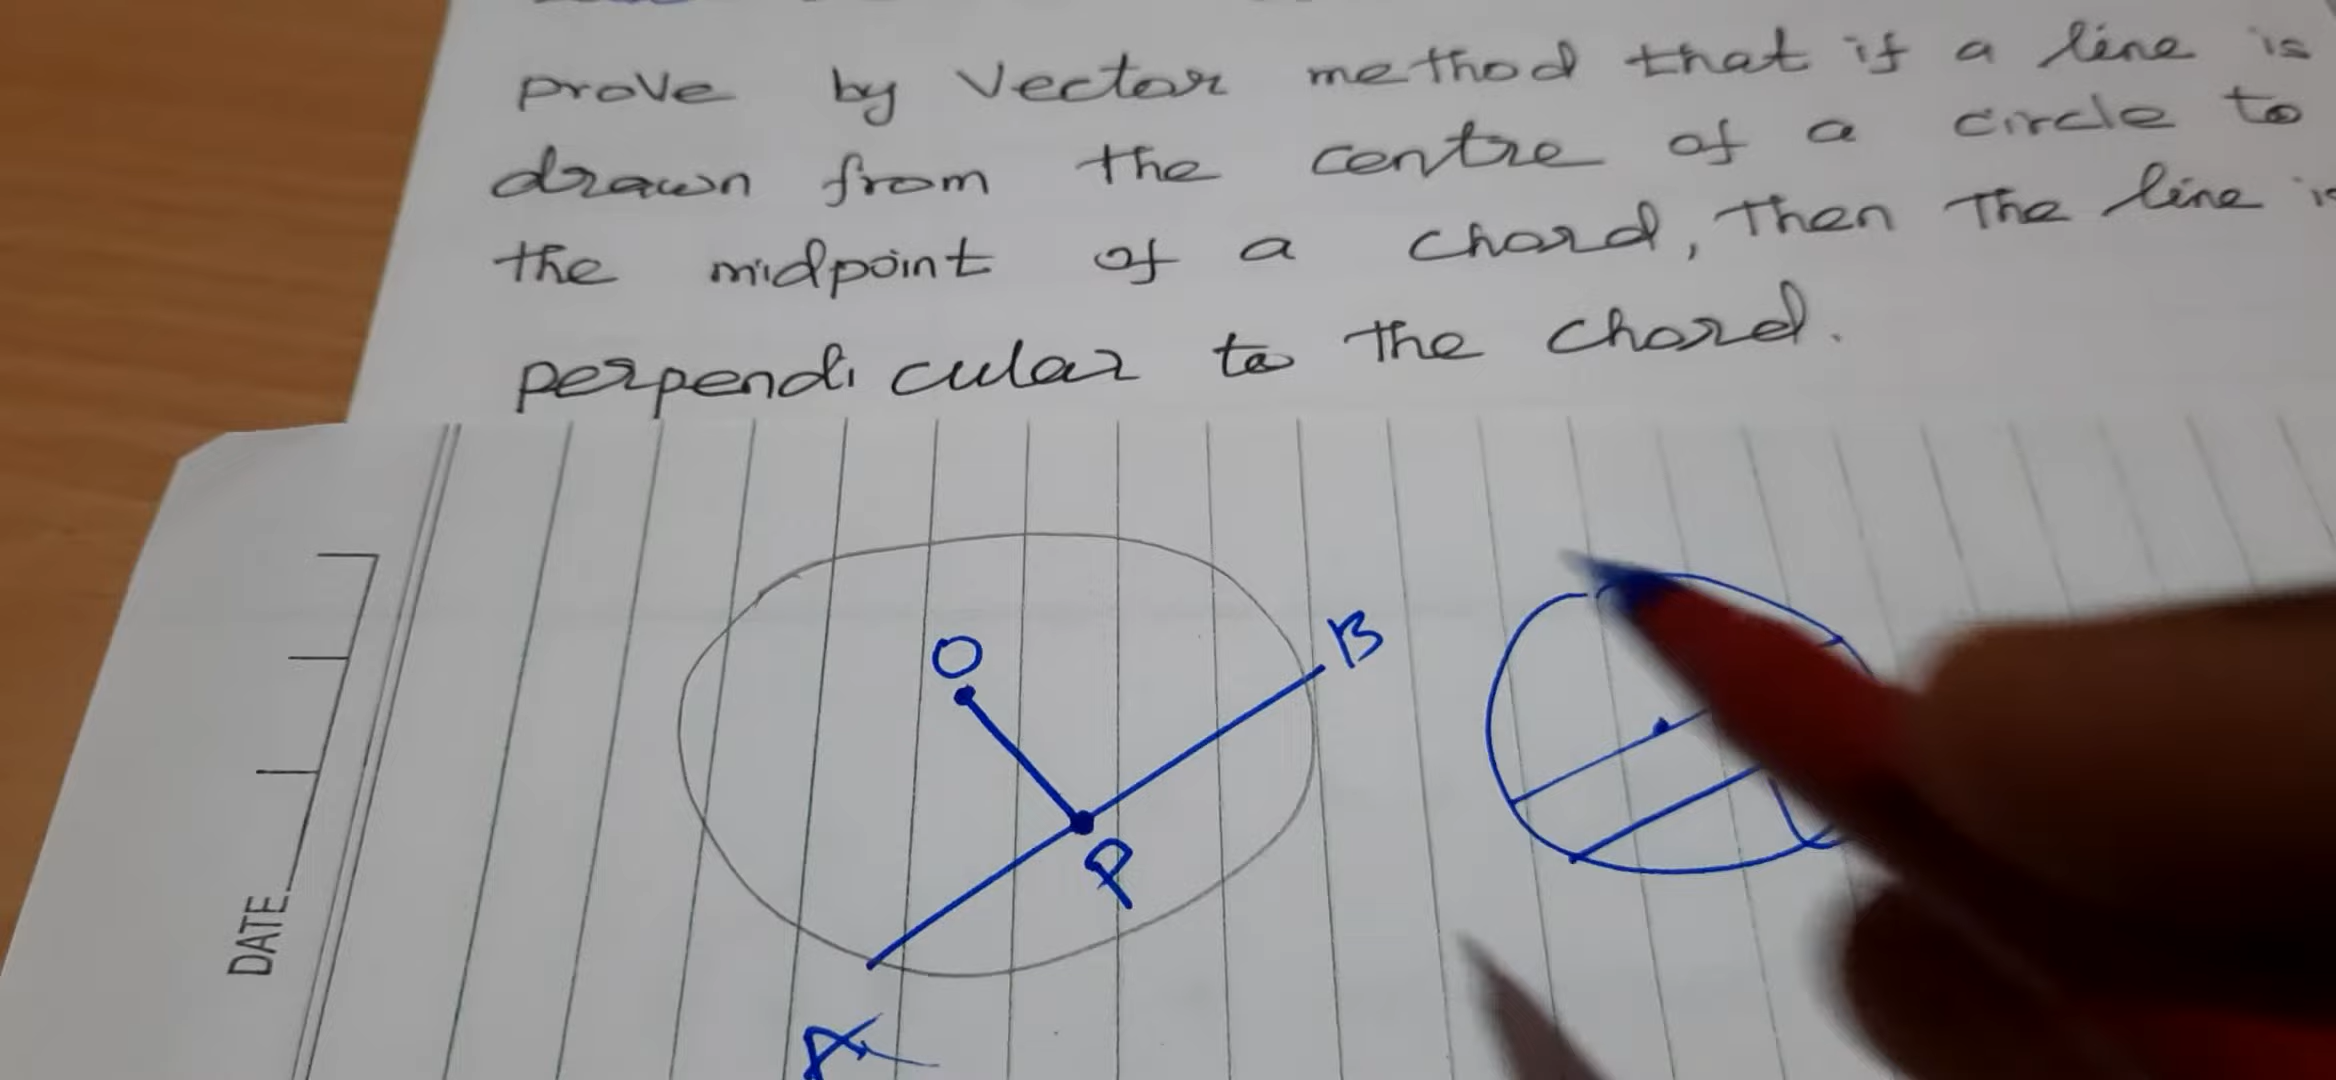 prove by Vector method that if a line is
drawn from the centre of a circle to
the midpoint of a chord, then the line is
perpendicular to the chord.
O
B
P
A
DATE